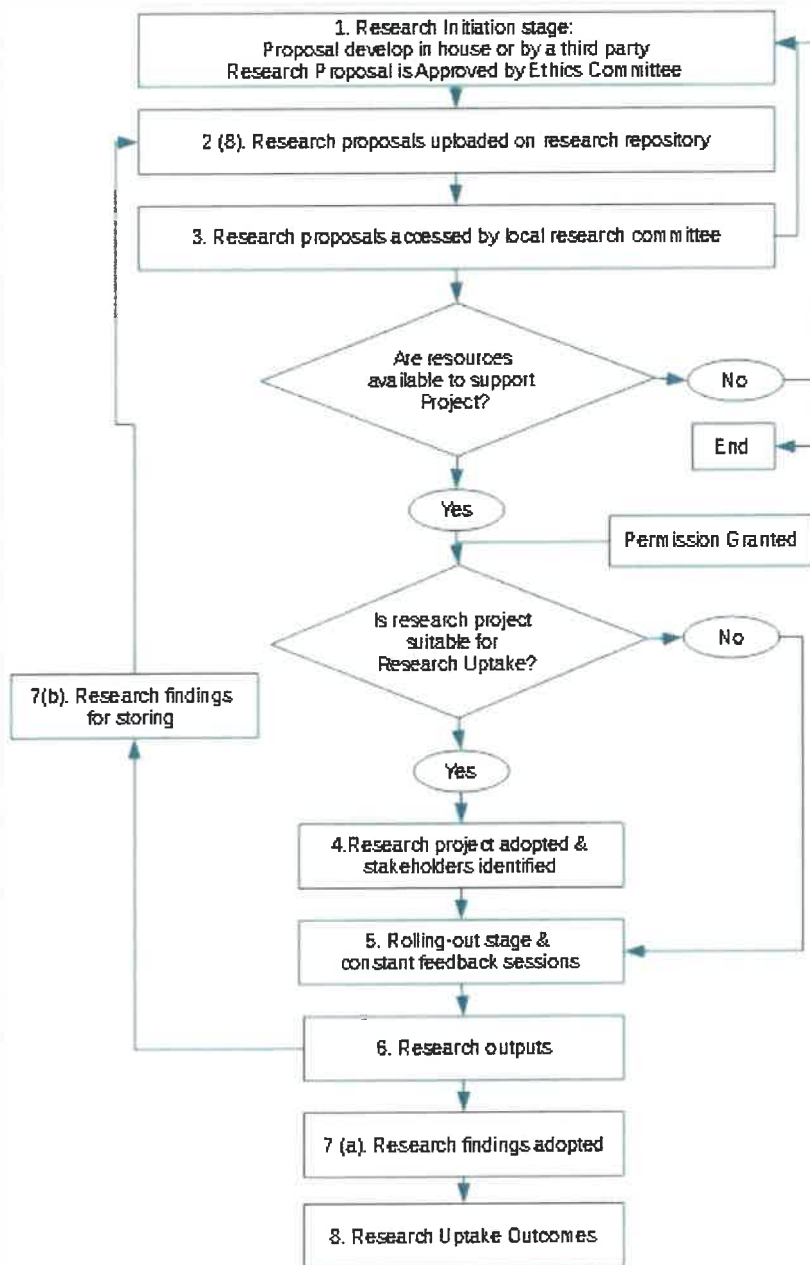 1. Research Initiation stage:
Proposal develop in house or by a third party
Research Proposal is Approved by Ethics Committee
2 (8). Research proposals uploaded on research repository
3. Research proposals accessed by local research committee
Are resources
available to support
Project?
No
End
Yes
Permission Granted
Is research project
suitable for
Research Uptake?
No
7(b). Research findings
for storing
Yes
4.Research project adopted &
stakeholders identified
5. Rolling-out stage &
constant feedback sessions
6. Research outputs
7 (a). Research findings adopted
8. Research Uptake Outcomes